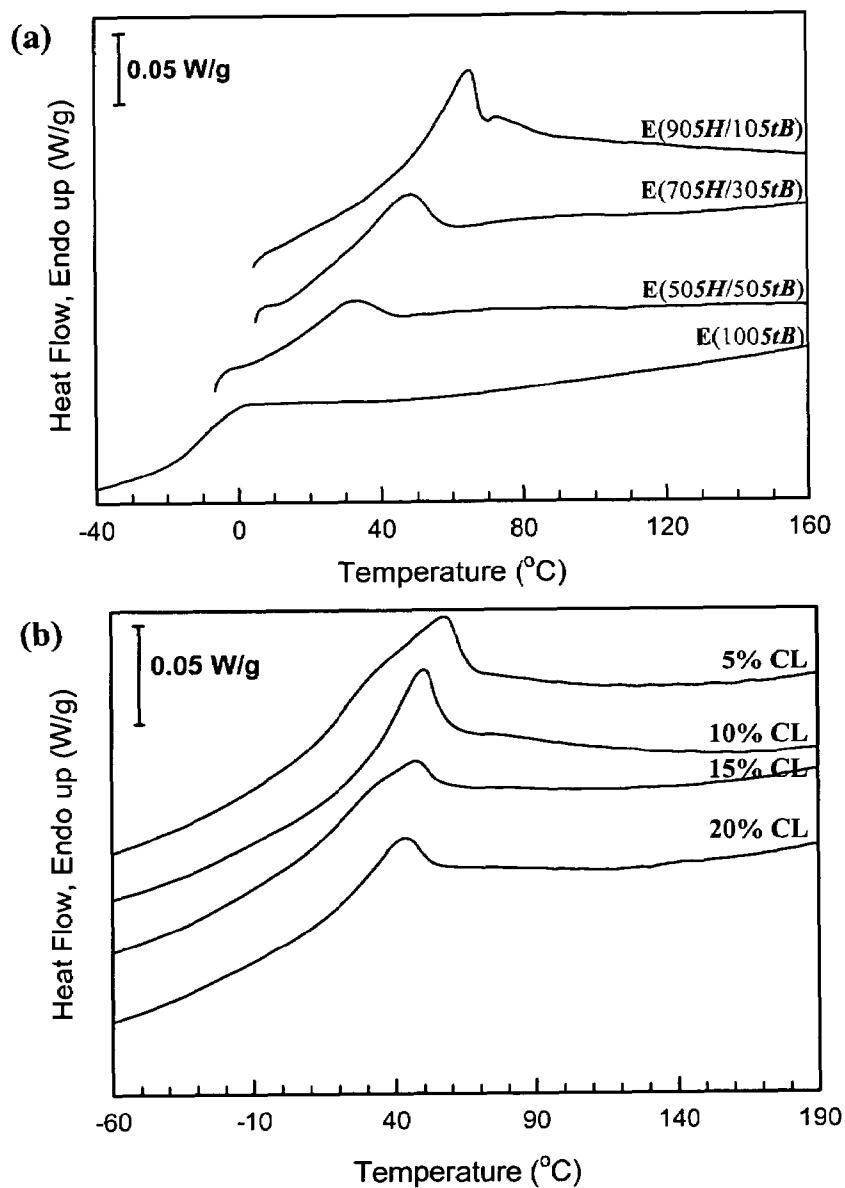 (a)
0.05 W/g
E(905H/105tB)
E(705H/305tB)
E(505H/505tB)
E(1005tB)
Heat Flow, Endo up (W/g)
-40 0 40 80 120 160
Temperature (°C)
(b)
0.05 W/g
5% CL
10% CL
15% CL
20% CL
Heat Flow, Endo up (W/g)
-60 -10 40 90 140 190
Temperature (°C)